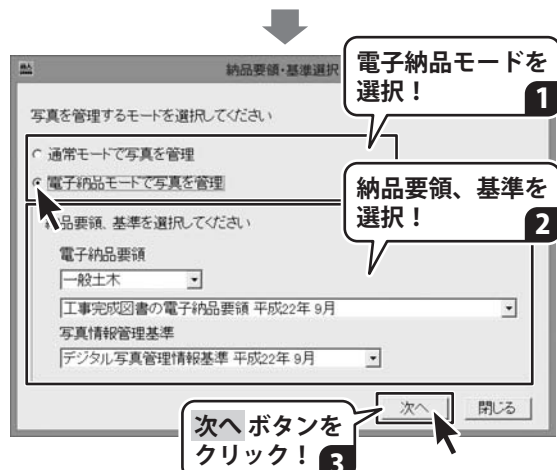 納品要領・基準選択
電子納品モードを
選択!
1
写真を管理するモードを選択してください
通常モードで写真を管理
電子納品モードで写真を管理
納品要領、基準を
選択!
2
品要領、基準を選択してください
電子納品要領
一般土木
工事完成図書の電子納品要領 平成22年 9月
写真情報管理基準
デジタル写真管理情報基準 平成22年 9月
次へ
閉じる
次へ ボタンを
クリック!
3